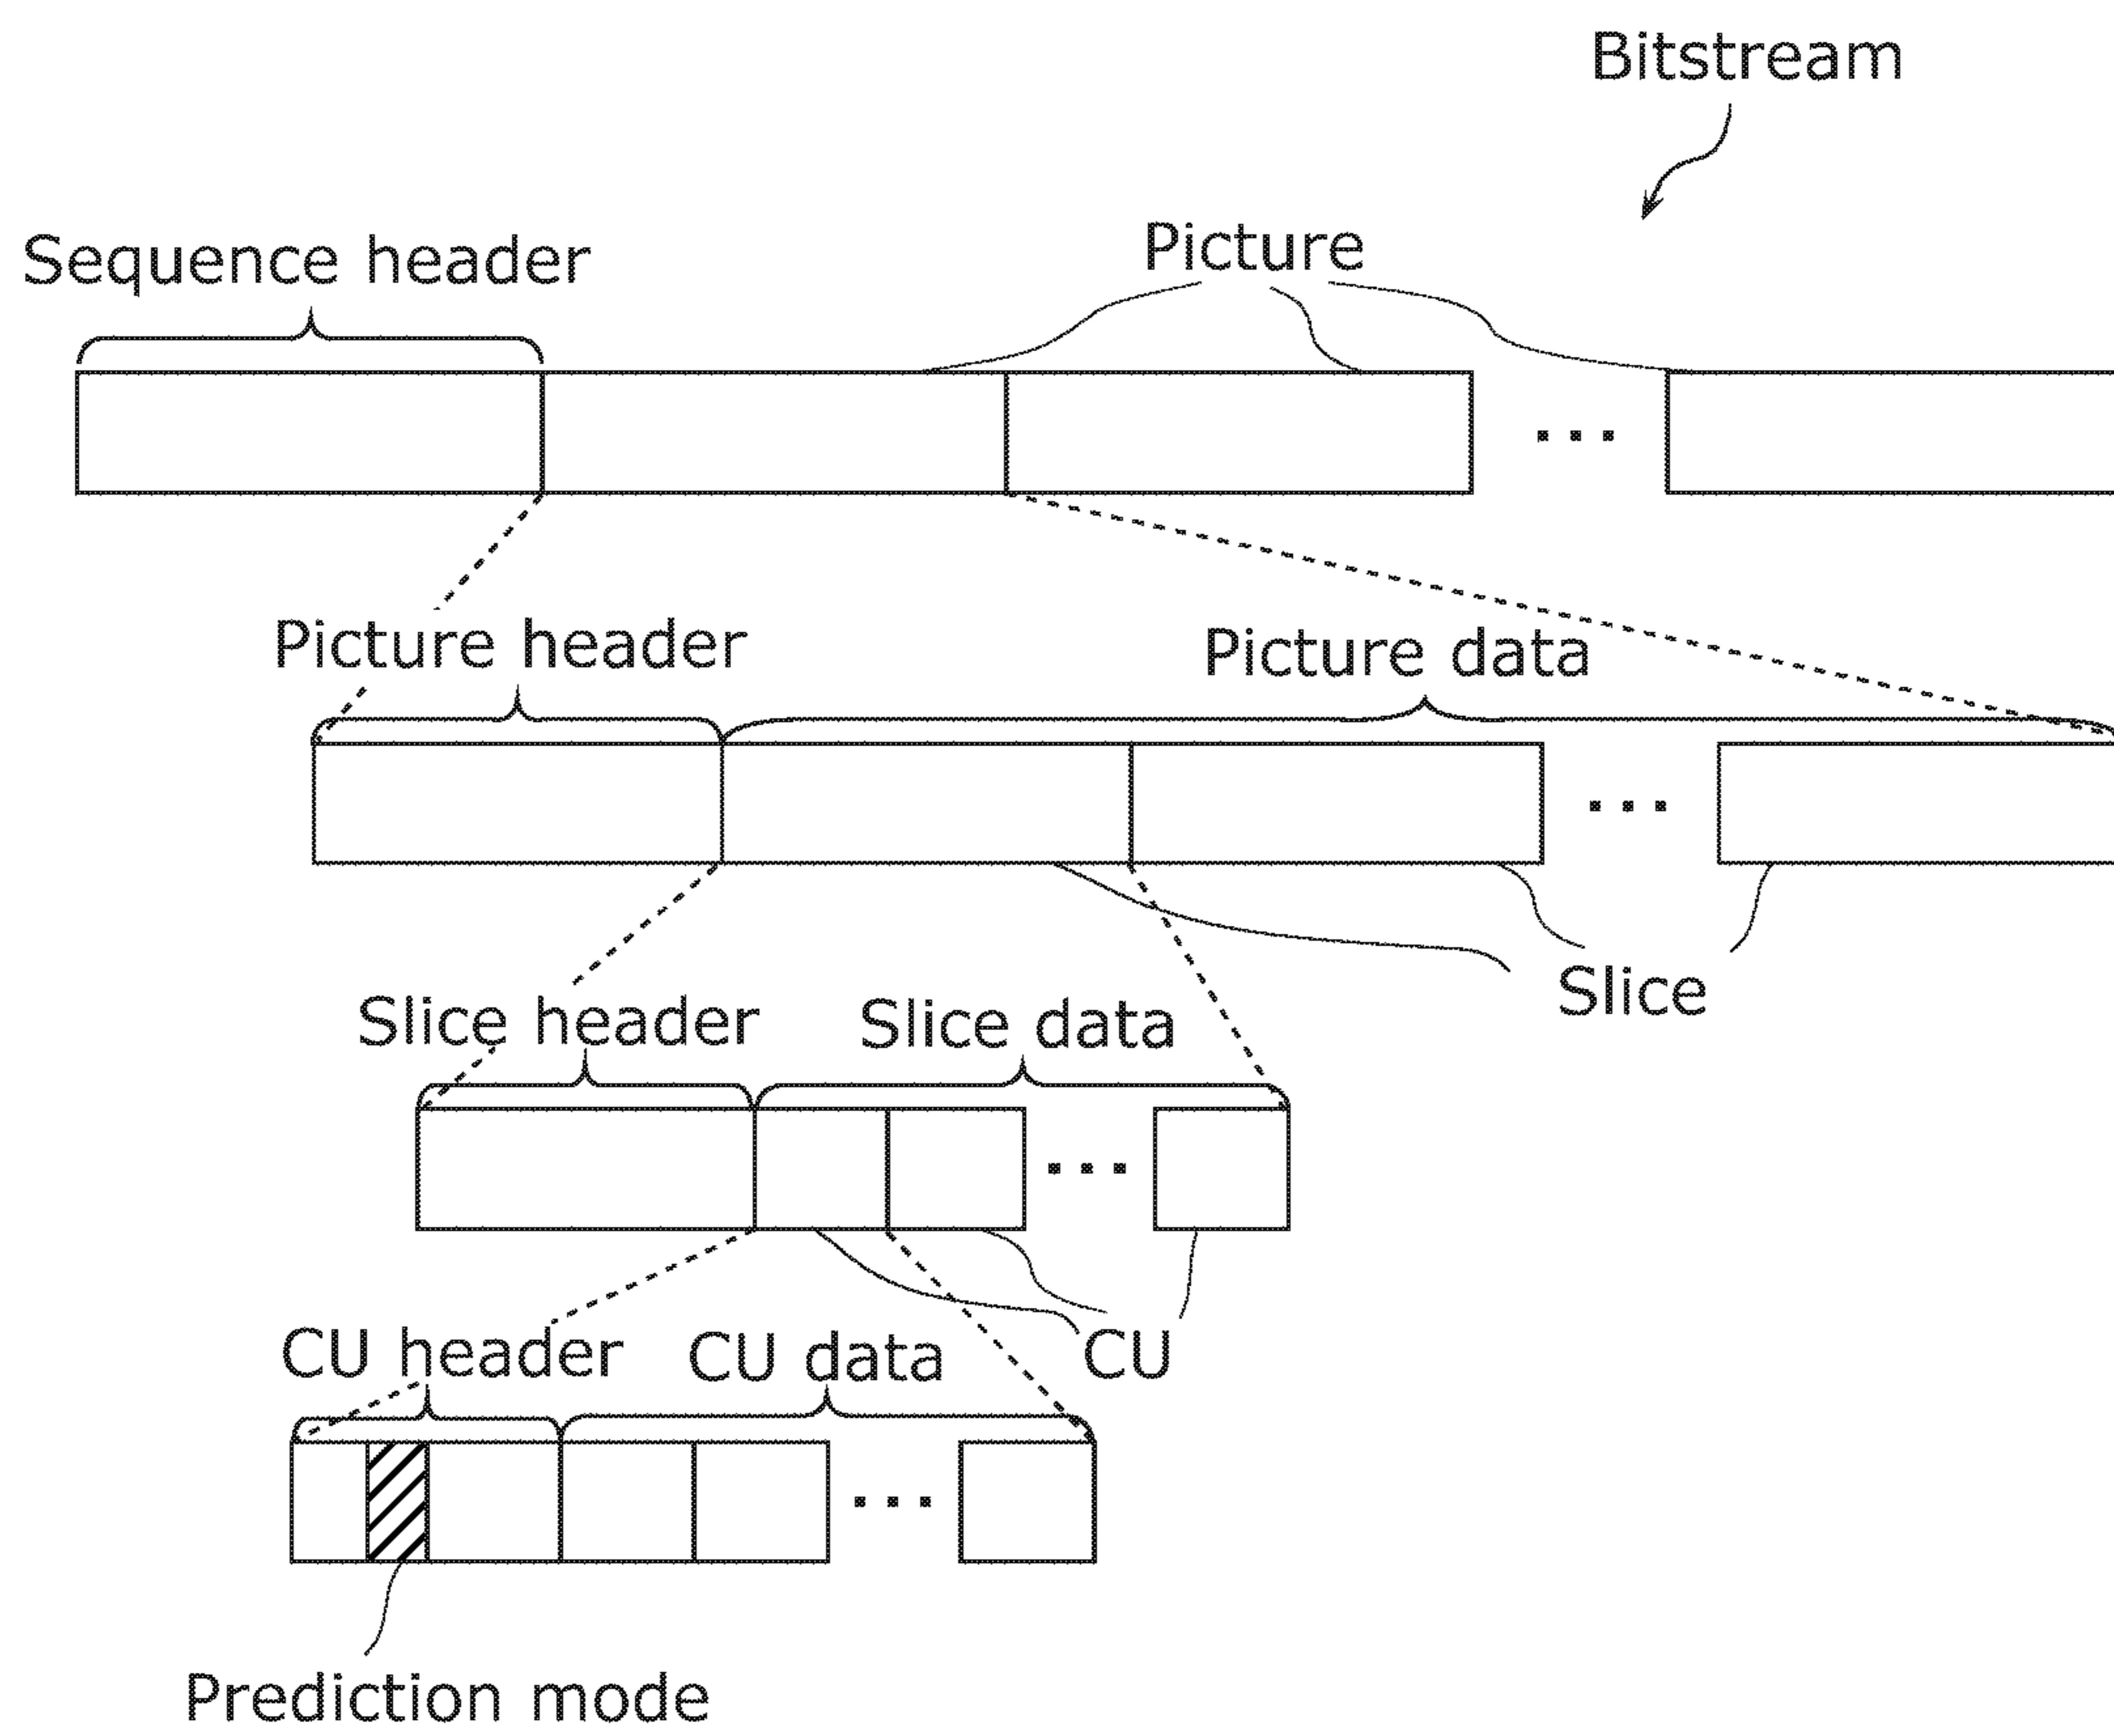 Bitstream
Sequence header
Picture
...
Picture header
Picture data
...
Slice
Slice header
Slice data
...
CU
CU header
CU data
...
Prediction mode